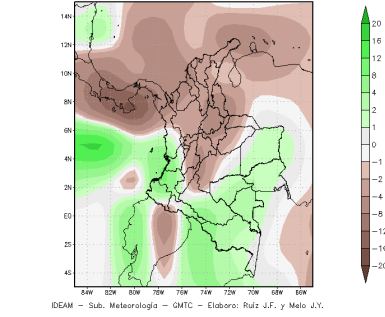 14N
12N
10N
8N
6N
4N
2N
EQ
2S
4S
84W 82W 80W 78W 76W 74W 72W 70W 68W 66W
20
16
12
8
4
2
1
0
−1
−2
−4
−8
−12
−16
−20
IDEAM − Sub. Meteorología − GMTC − Elaboro: Ruíz J.F. y Melo J.Y.